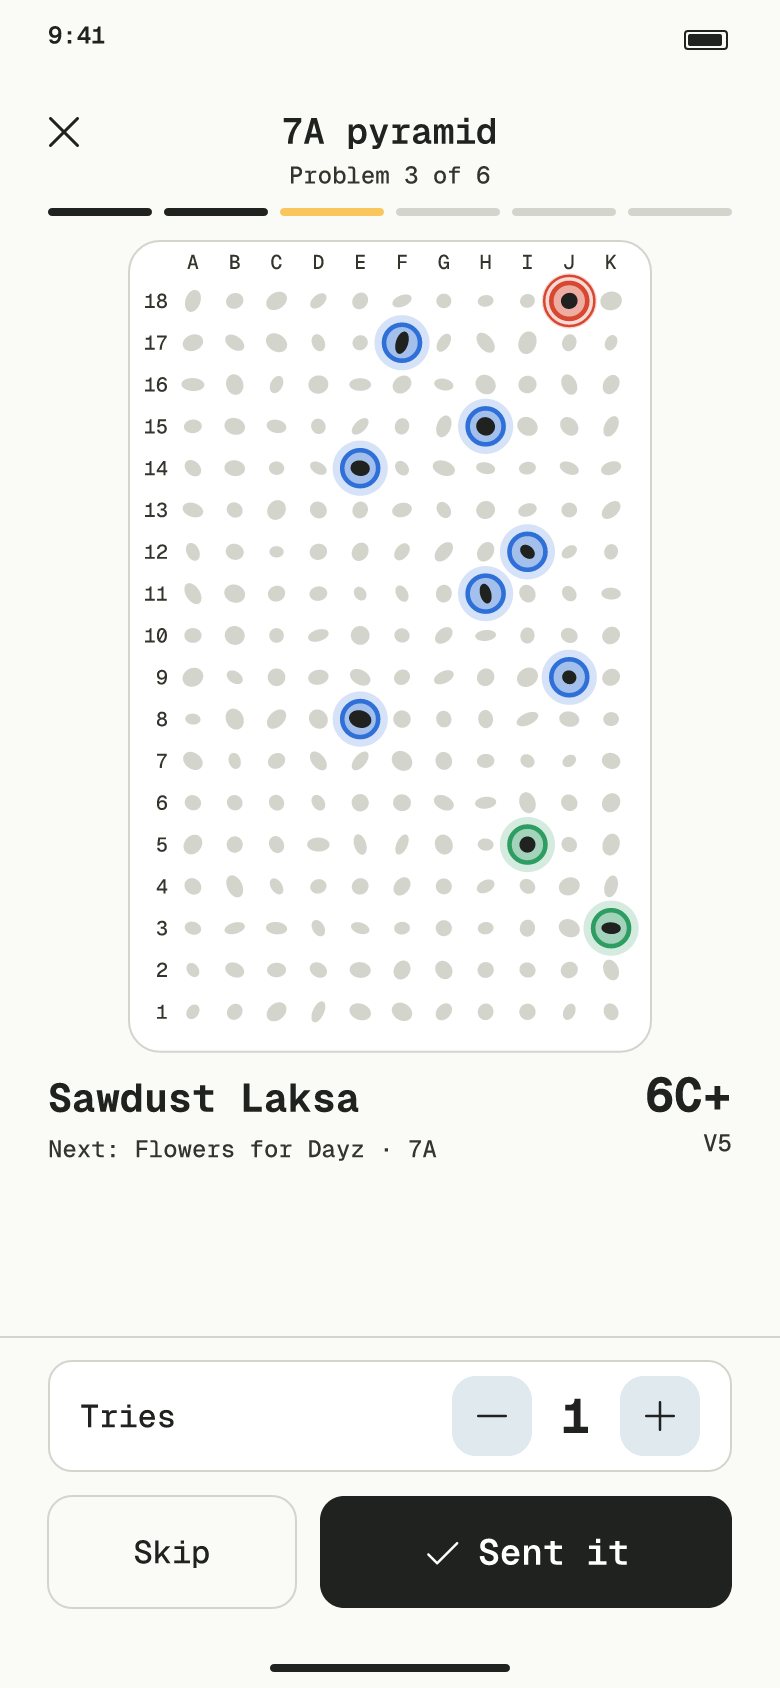 9:41
7A pyramid
Problem 3 of 6
A B C D E F G H I J K
18
17
16
15
14
13
12
11
10
9
8
7
6
5
4
3
2
1
Sawdust Laksa
6C+
Next: Flowers for Dayz · 7A
V5
Tries
1
Skip
Sent it